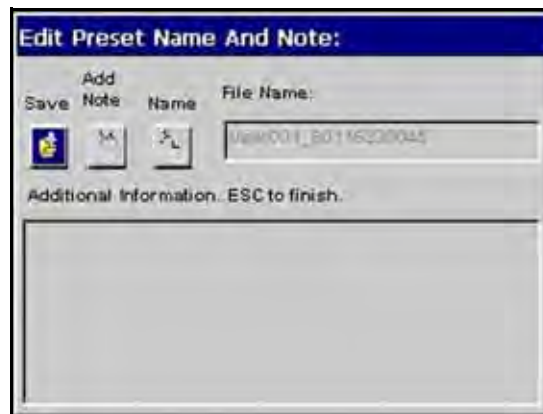 Edit Preset Name And Note:
Save
Add
Note
Name
File Name:
Additional Information. ESC to finish.